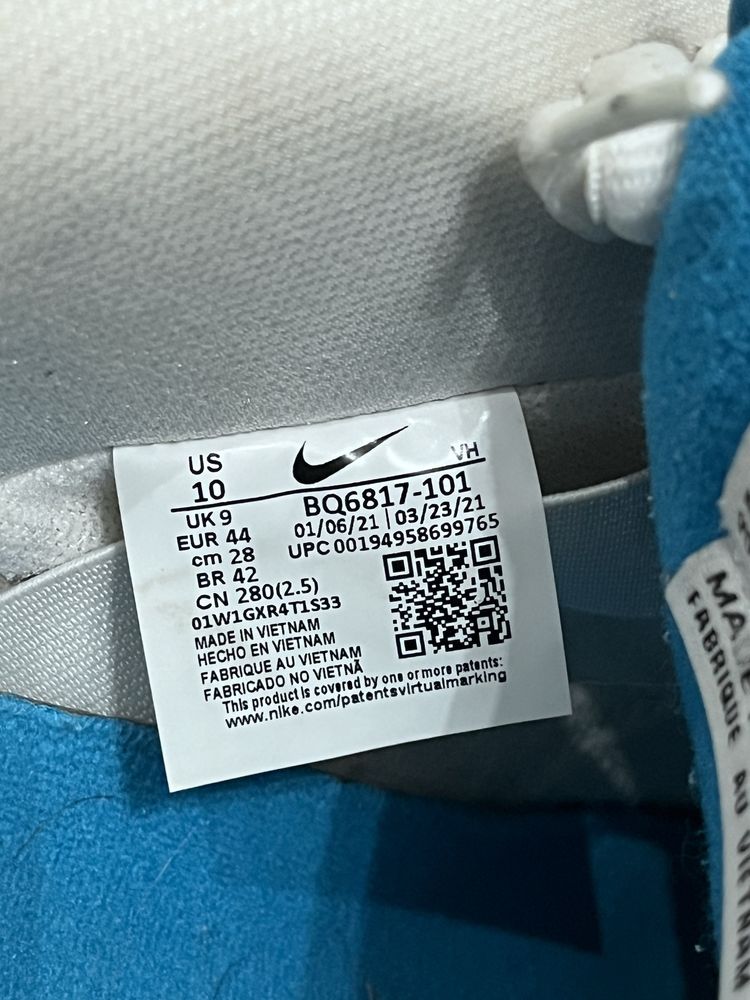 US
10
VH
BQ6817-101
UK 9
01/06/21 | 03/23/21
EUR 44
UPC 00194958699765
cm 28
BR 42
CN 280(2.5)
01W1GXR4T1S33
MADE IN VIETNAM
HECHO EN VIETNAM
FABRIQUE AU VIETNAM
FABRICADO NO VIETNÃ
This product is covered by one or more patents:
www.nike.com/patentsvirtualmarking
FABRIQUE AU VIETNAM